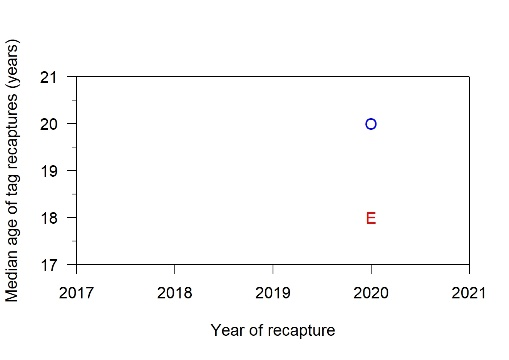 Median age of tag recaptures (years)
21
20
19
18
17
O
E
2017 2018 2019 2020 2021
Year of recapture